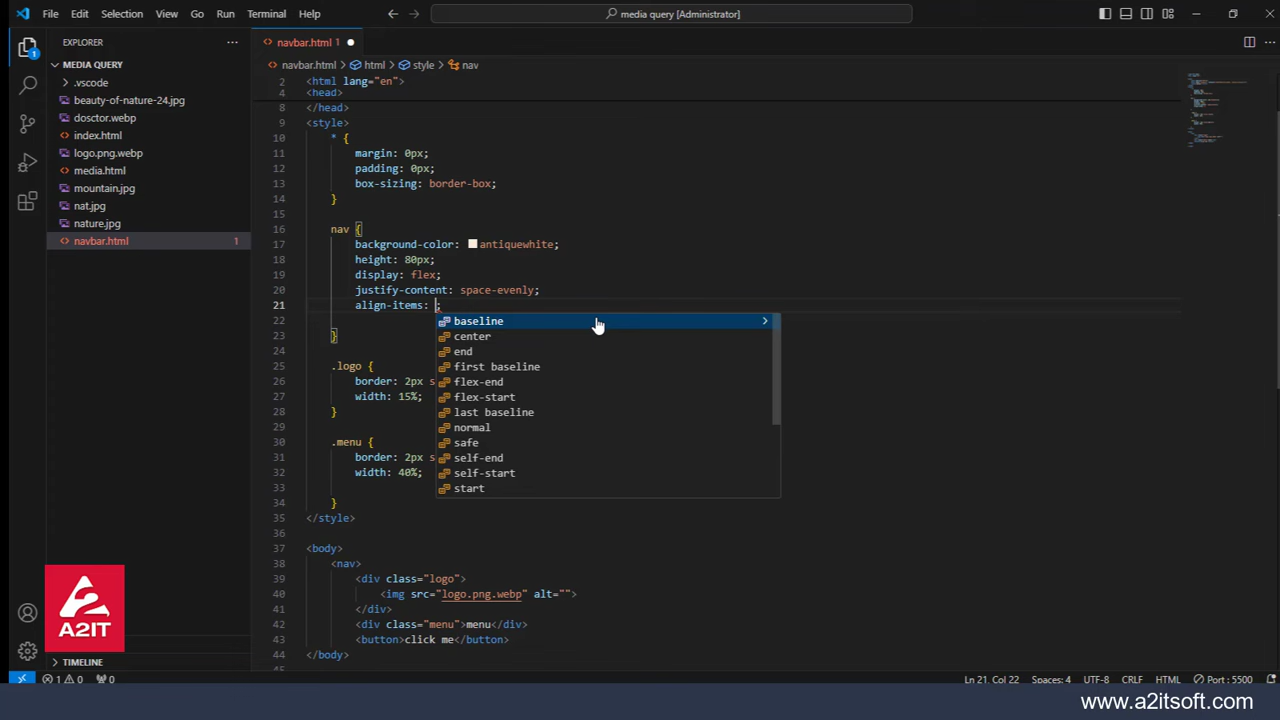 File Edit Selection View Go Run Terminal Help
media query [Administrator]
EXPLORER
MEDIA QUERY
.vscode
beauty-of-nature-24.jpg
dosctor.webp
index.html
logo.png.webp
media.html
mountain.jpg
nat.jpg
nature.jpg
navbar.html 1
TIMELINE
navbar.html 1
navbar.html > html > style > nav
2 <html lang="en">
4 <head>
8 </head>
9 <style>
10 * {
11 margin: 0px;
12 padding: 0px;
13 box-sizing: border-box;
14 }
15
16 nav {
17 background-color: antiquewhite;
18 height: 80px;
19 display: flex;
20 justify-content: space-evenly;
21 align-items: ;
22
23 }
24
25 .logo {
26 border: 2px s
27 width: 15%;
28 }
29
30 .menu {
31 border: 2px s
32 width: 40%;
33
34 }
35 </style>
36
37 <body>
38 <nav>
39 <div class="logo">
40 <img src="logo.png.webp" alt="">
41 </div>
42 <div class="menu">menu</div>
43 <button>click me</button>
44 </body>
45
baseline
center
end
first baseline
flex-end
flex-start
last baseline
normal
safe
self-end
self-start
start
1
A2IT
1 0 0
Ln 21, Col 22 Spaces: 4 UTF-8 CRLF HTML Port : 5500
www.a2itsoft.com